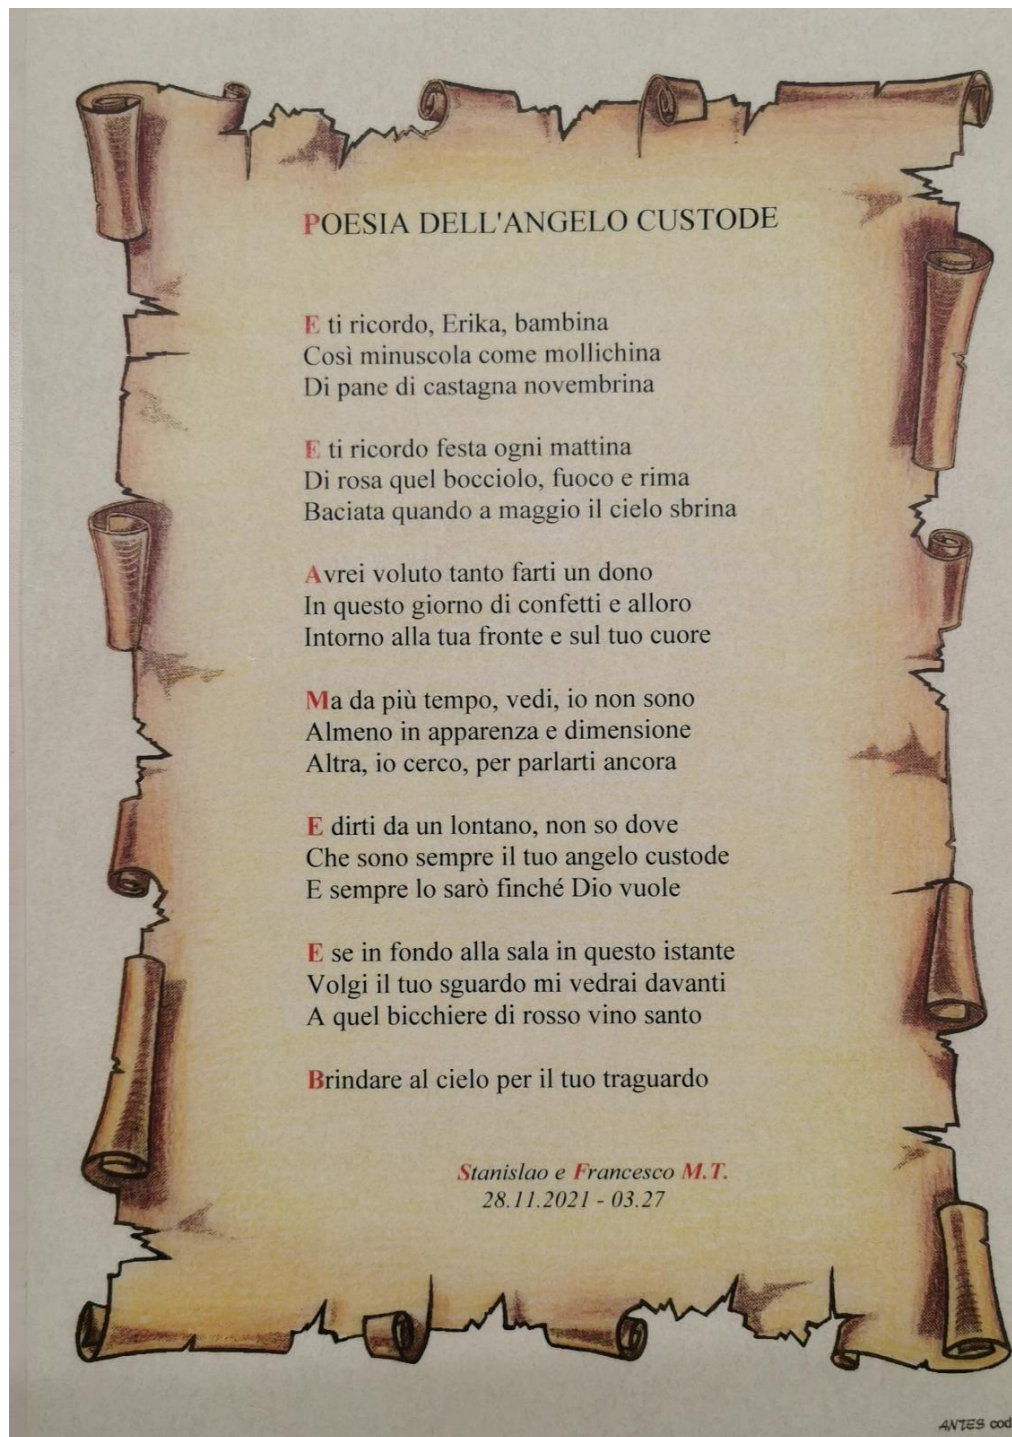 POESIA DELL'ANGELO CUSTODE
E ti ricordo, Erika, bambina
Così minuscola come mollichina
Di pane di castagna novembrina
E ti ricordo festa ogni mattina
Di rosa quel bocciolo, fuoco e rima
Baciata quando a maggio il cielo sbrina
Avrei voluto tanto farti un dono
In questo giorno di confetti e alloro
Intorno alla tua fronte e sul tuo cuore
Ma da più tempo, vedi, io non sono
Almeno in apparenza e dimensione
Altra, io cerco, per parlarti ancora
E dirti da un lontano, non so dove
Che sono sempre il tuo angelo custode
E sempre lo sarò finché Dio vuole
E se in fondo alla sala in questo istante
Volgi il tuo sguardo mi vedrai davanti
A quel bicchiere di rosso vino santo
Brindare al cielo per il tuo traguardo
Stanislao e Francesco M.T.
28.11.2021 - 03.27
ANTES cod